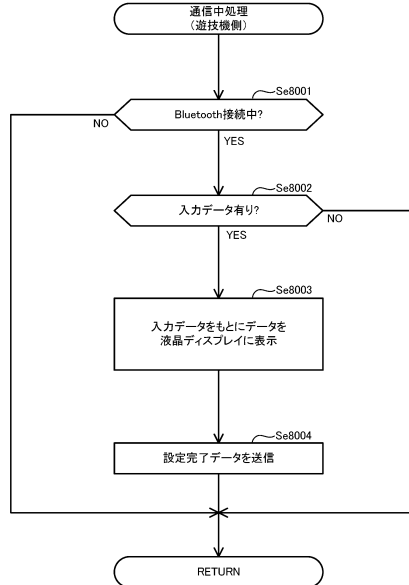 通信中処理
(遊技機側)
Se8001
Bluetooth接続中?
NO
YES
Se8002
入力データ有り?
NO
YES
Se8003
入力データをもとにデータを
液晶ディスプレイに表示
Se8004
設定完了データを送信
RETURN